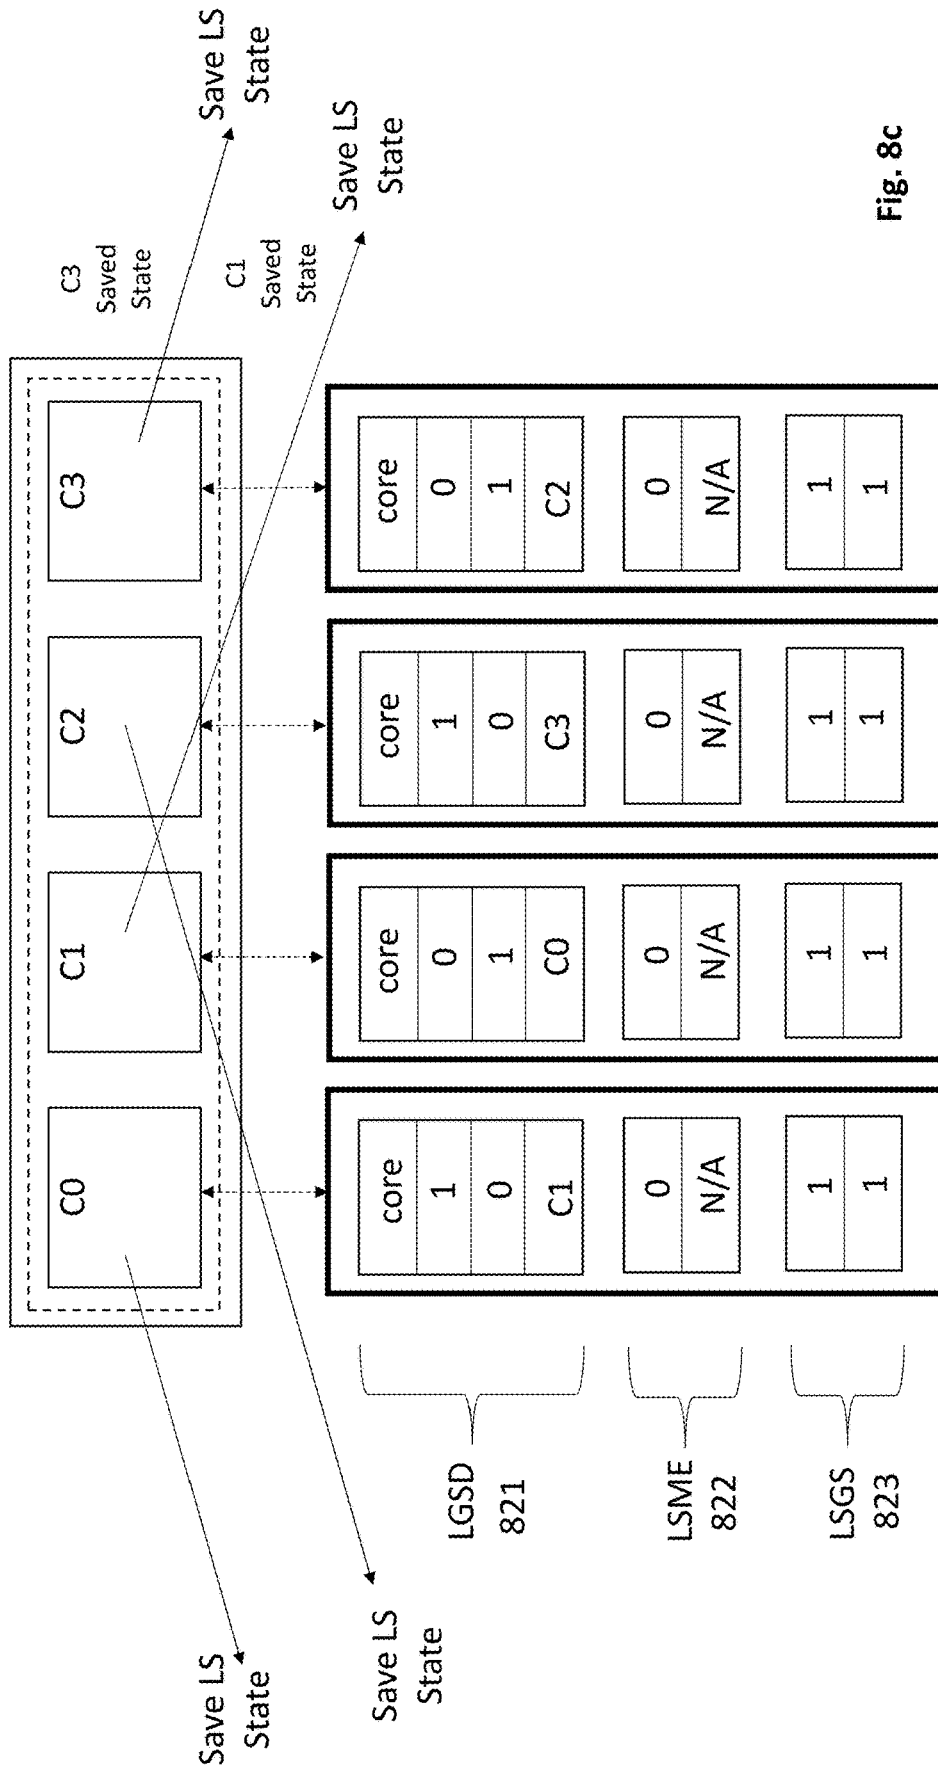 C0
C1
C2
C3
C3
Saved
State
C1
Saved
State
Save LS
State
Save LS
State
Save LS
State
Save LS
State
LGSD
821
core
1
0
C1
core
0
1
C0
core
1
0
C3
core
0
1
C2
LSME
822
0
N/A
0
N/A
0
N/A
0
N/A
LSGS
823
1
1
1
1
1
1
1
1
Fig. 8c